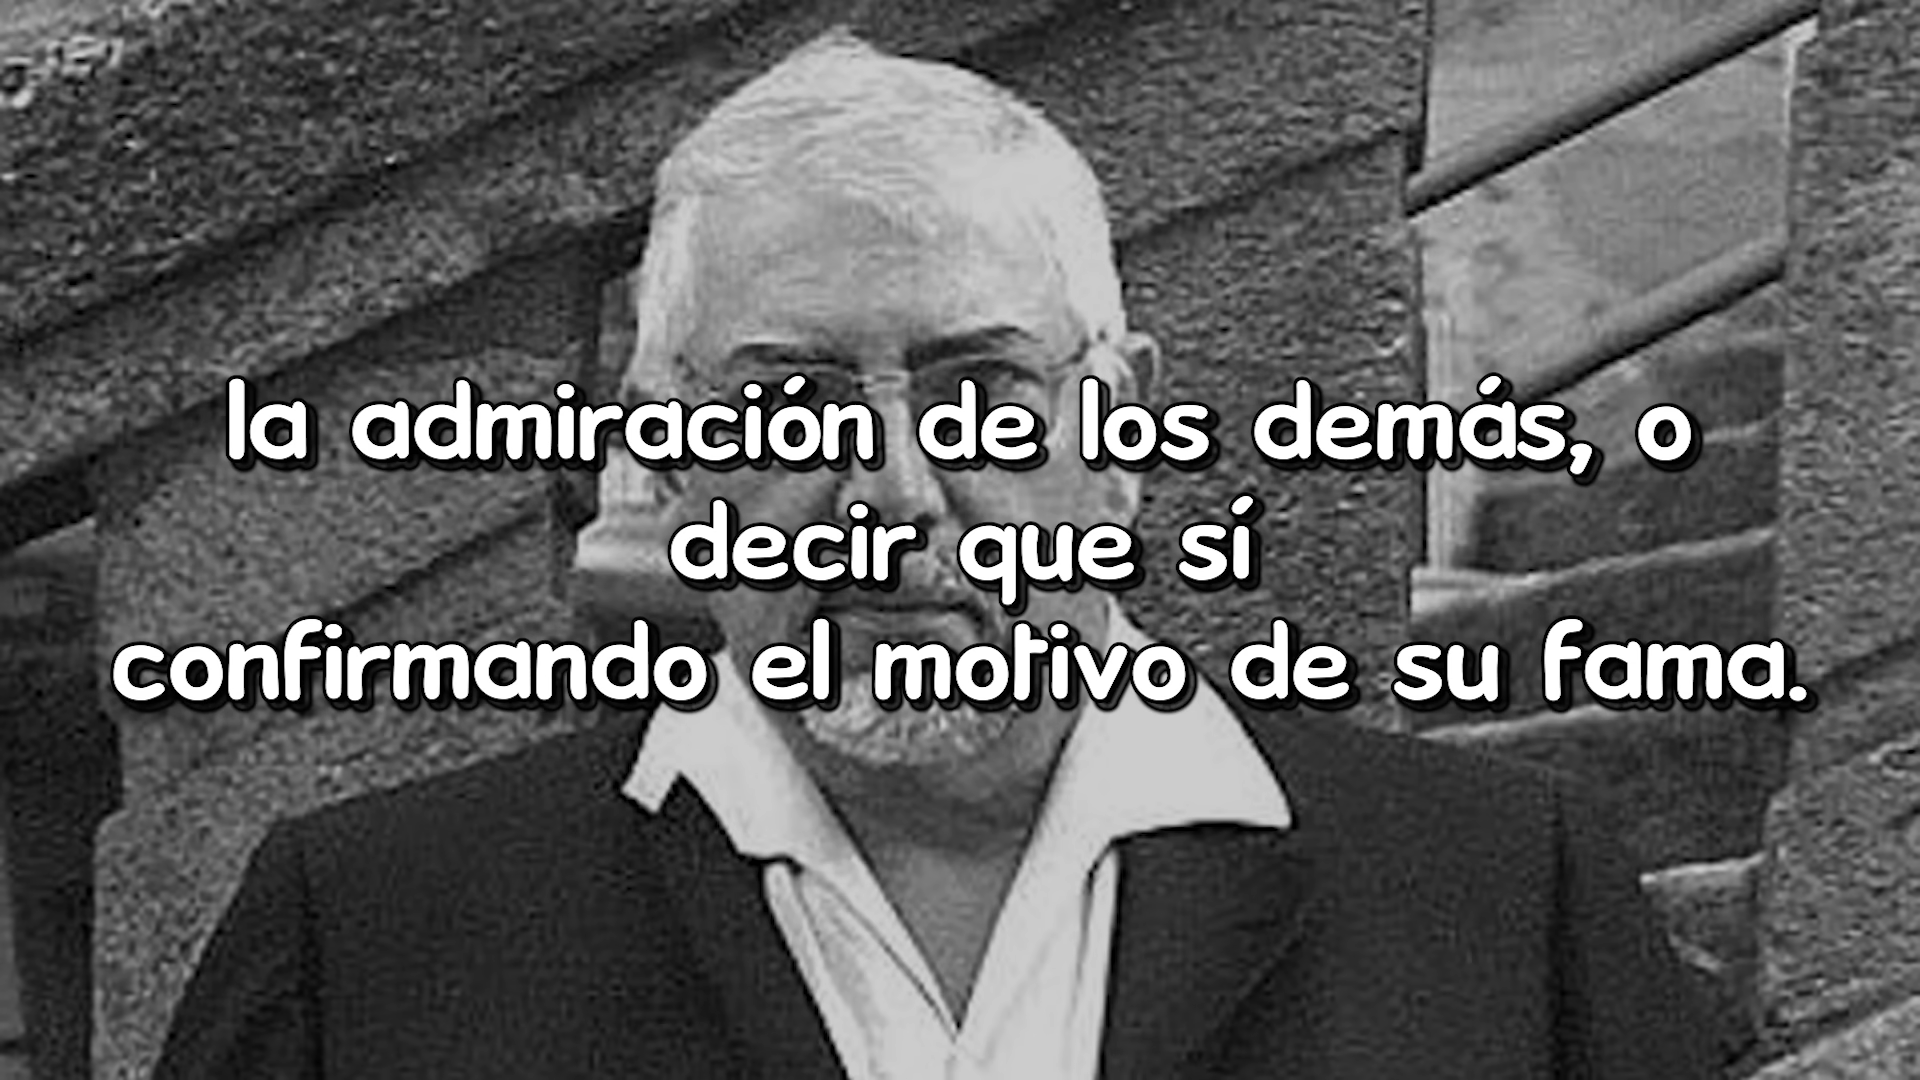 la admiración de los demás, o
decir que sí
confirmando el motivo de su fama.